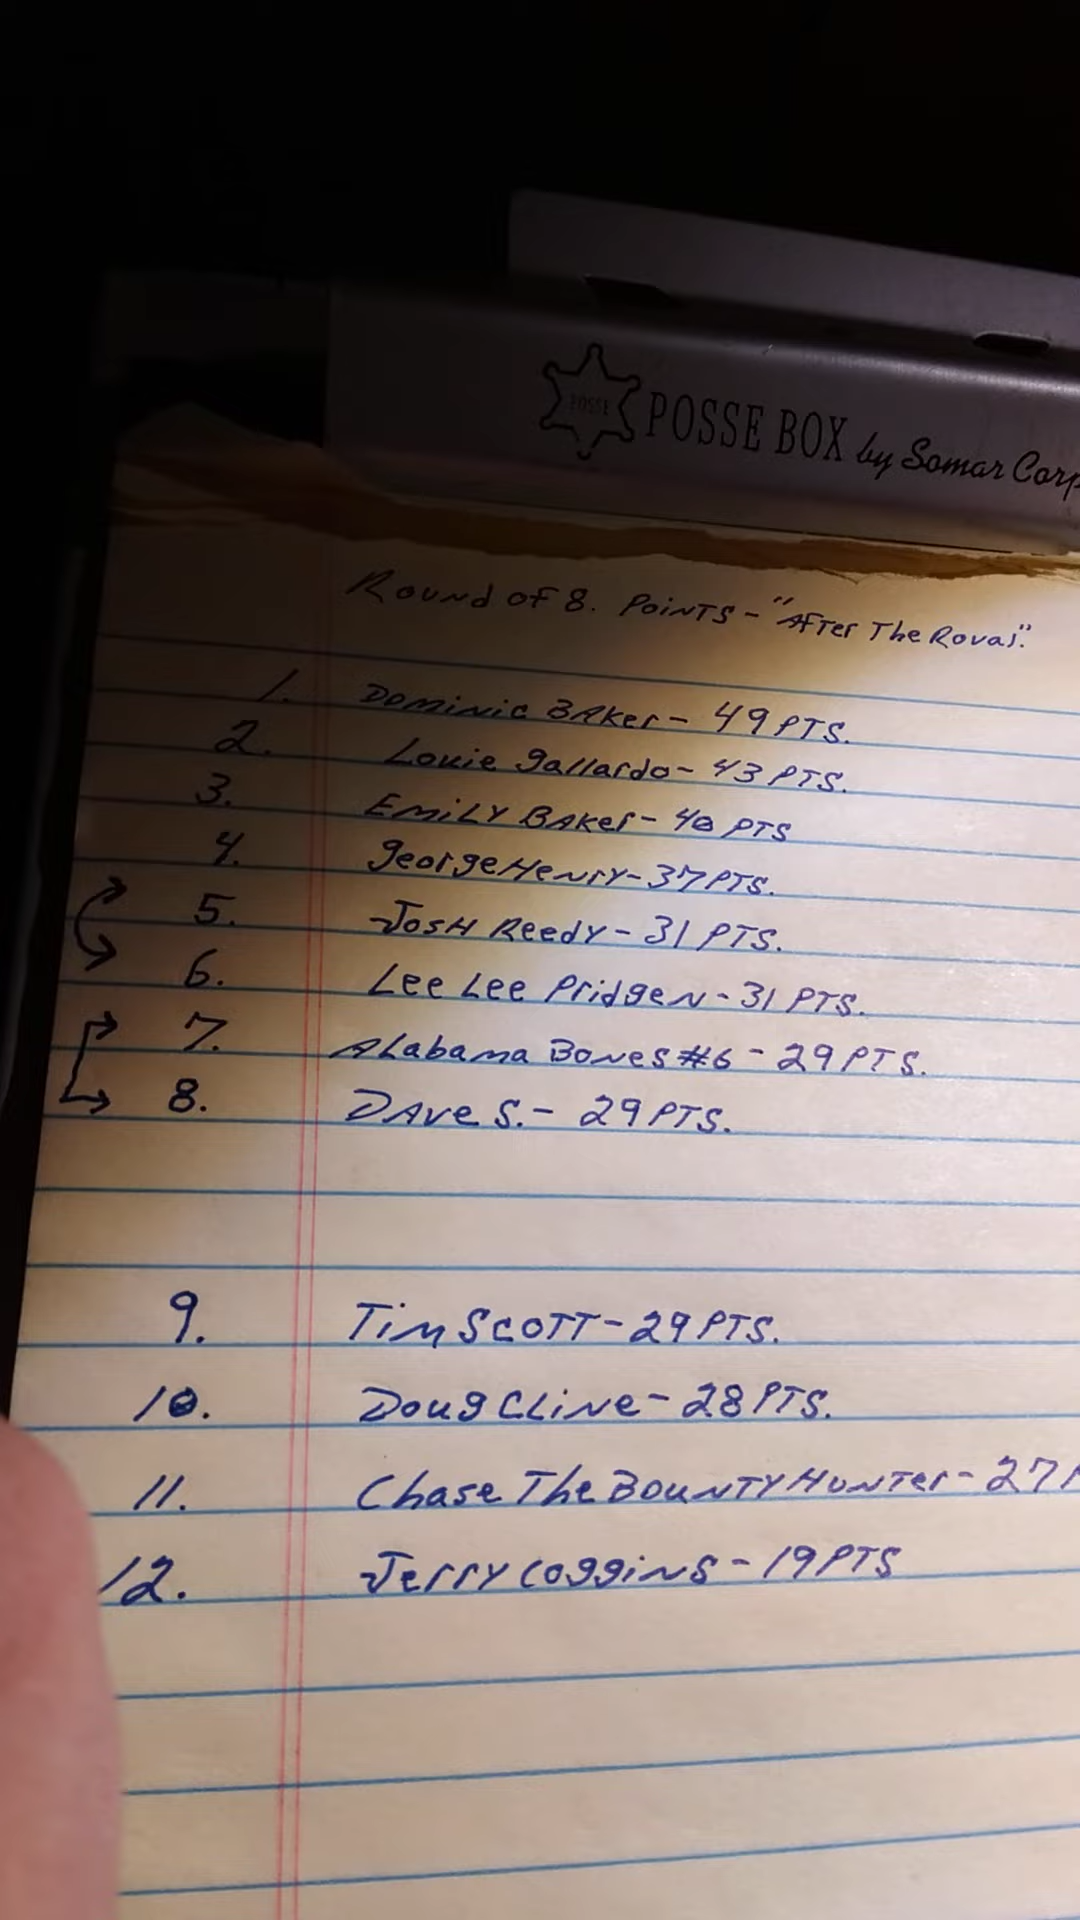 POSSE
POSSE BOX by Somar Corp
Round of 8. Points - "After The Roval."
1. Dominic Baker - 49 PTS.
2. Louie Gallardo - 43 PTS.
3. Emily Baker - 40 PTS
4. George Henry - 37 PTS.
5. Josh Reedy - 31 PTS.
6. Lee Lee Pridgen - 31 PTS.
7. Alabama Bones #6 - 29 PTS.
8. Dave S. - 29 PTS.
9. Tim Scott - 29 PTS.
10. Doug Cline - 28 PTS.
11. Chase The Bounty Hunter - 27 P
12. Jerry Coggins - 19 PTS